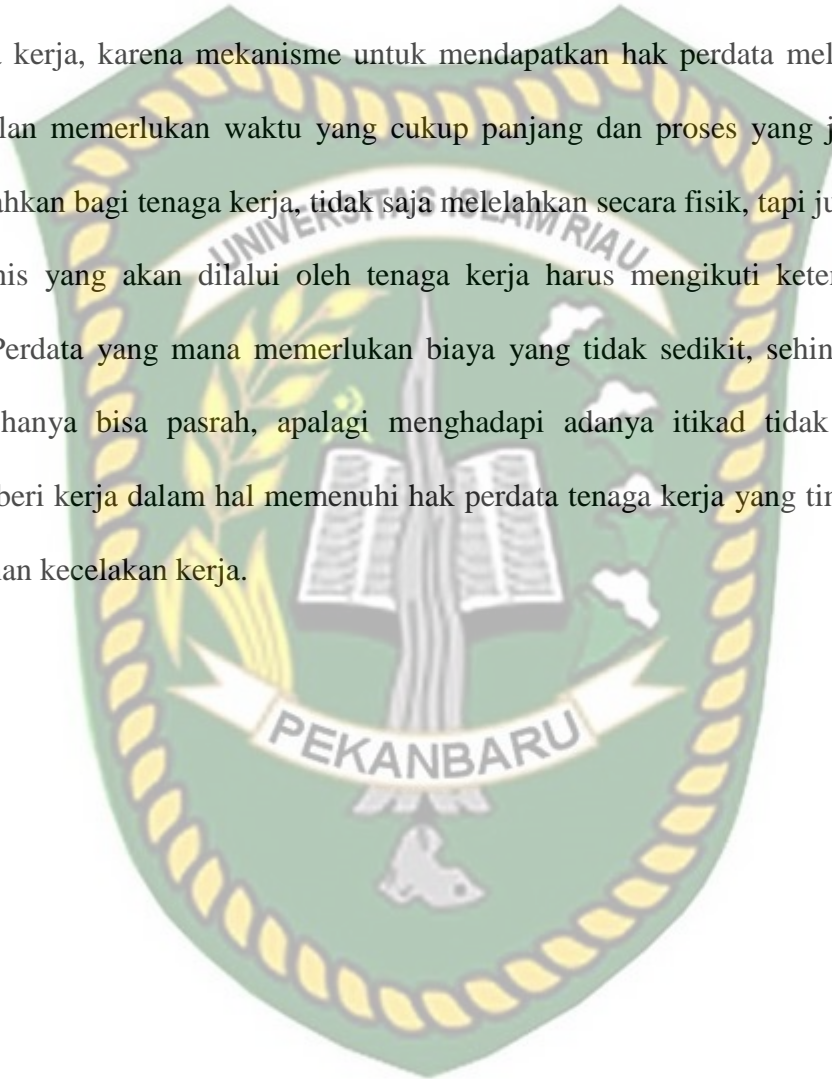 kerja, karena mekanisme untuk mendapatkan hak perdata mel
lan memerlukan waktu yang cukup panjang dan proses yang j
ahkan bagi tenaga kerja, tidak saja melelahkan secara fisik, tapi ju
nis yang akan dilalui oleh tenaga kerja harus mengikuti keten
Perdata yang mana memerlukan biaya yang tidak sedikit, sehin
hanya bisa pasrah, apalagi menghadapi adanya itikad tidak
beri kerja dalam hal memenuhi hak perdata tenaga kerja yang tin
an kecelakan kerja.
UNIVERSITAS ISLAM RIAU
PEKANBARU